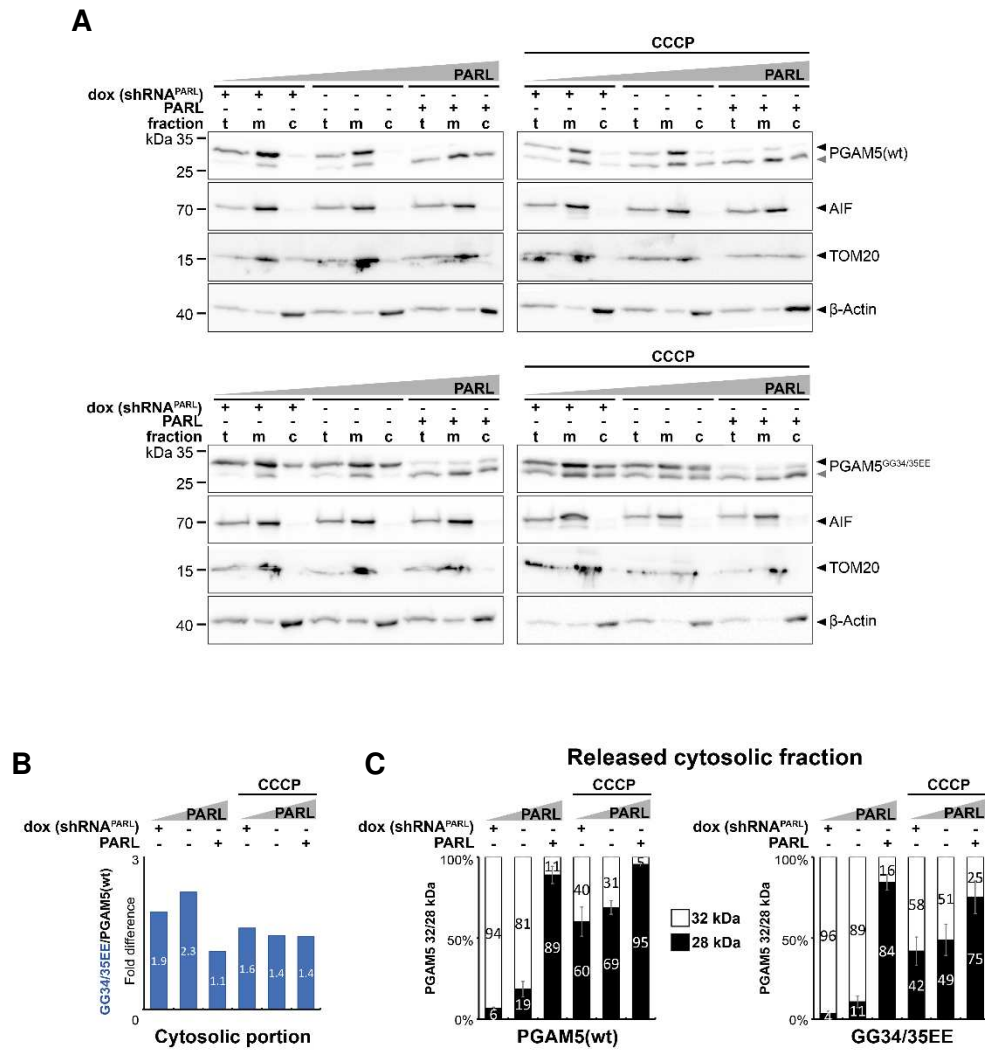 A
CCCP
PARL PARL
dox (shRNAPARL) + + + - - - - - - + + + - - - - - -
PARL - - - - - - + + + - - - - - - + + +
fraction t m c t m c t m c t m c t m c t m c
kDa
35
25
PGAM5(wt)
70
AIF
15
TOM20
40
β-Actin
CCCP
PARL PARL
dox (shRNAPARL) + + + - - - - - - + + + - - - - - -
PARL - - - - - - + + + - - - - - - + + +
fraction t m c t m c t m c t m c t m c t m c
kDa
35
25
PGAM5GG34/35EE
70
AIF
15
TOM20
40
β-Actin
B
CCCP
PARL PARL
dox (shRNAPARL) + - - + - -
PARL - - + - - +
GG34/35EE/PGAM5(wt)
Fold difference
3
0
1.9 2.3 1.1 1.6 1.4 1.4
Cytosolic portion
C
Released cytosolic fraction
CCCP
PARL PARL
dox (shRNAPARL) + - - + - -
PARL - - + - - +
PGAM5 32/28 kDa
100%
50%
0%
94 81 11 40 31 5
6 19 89 60 69 95
PGAM5(wt)
32 kDa
28 kDa
CCCP
PARL PARL
dox (shRNAPARL) + - - + - -
PARL - - + - - +
PGAM5 32/28 kDa
100%
50%
0%
96 89 16 58 51 25
4 11 84 42 49 75
GG34/35EE